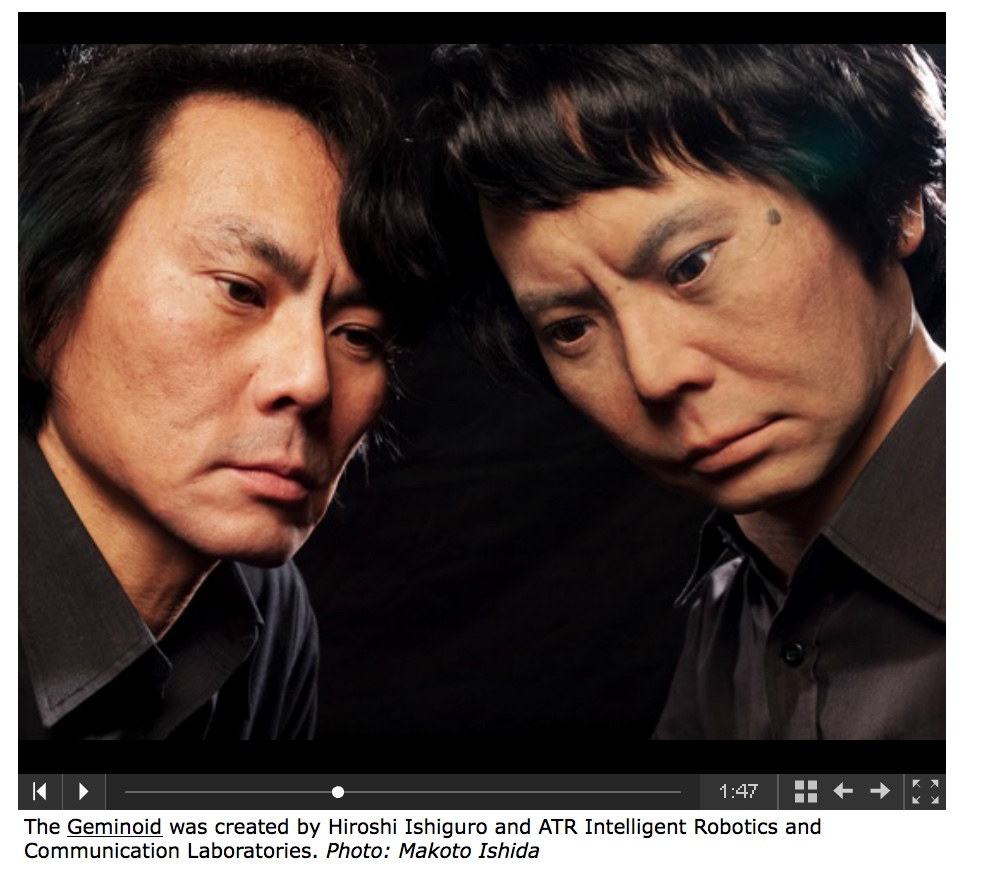 1:47
The Geminoid was created by Hiroshi Ishiguro and ATR Intelligent Robotics and
Communication Laboratories. Photo: Makoto Ishida